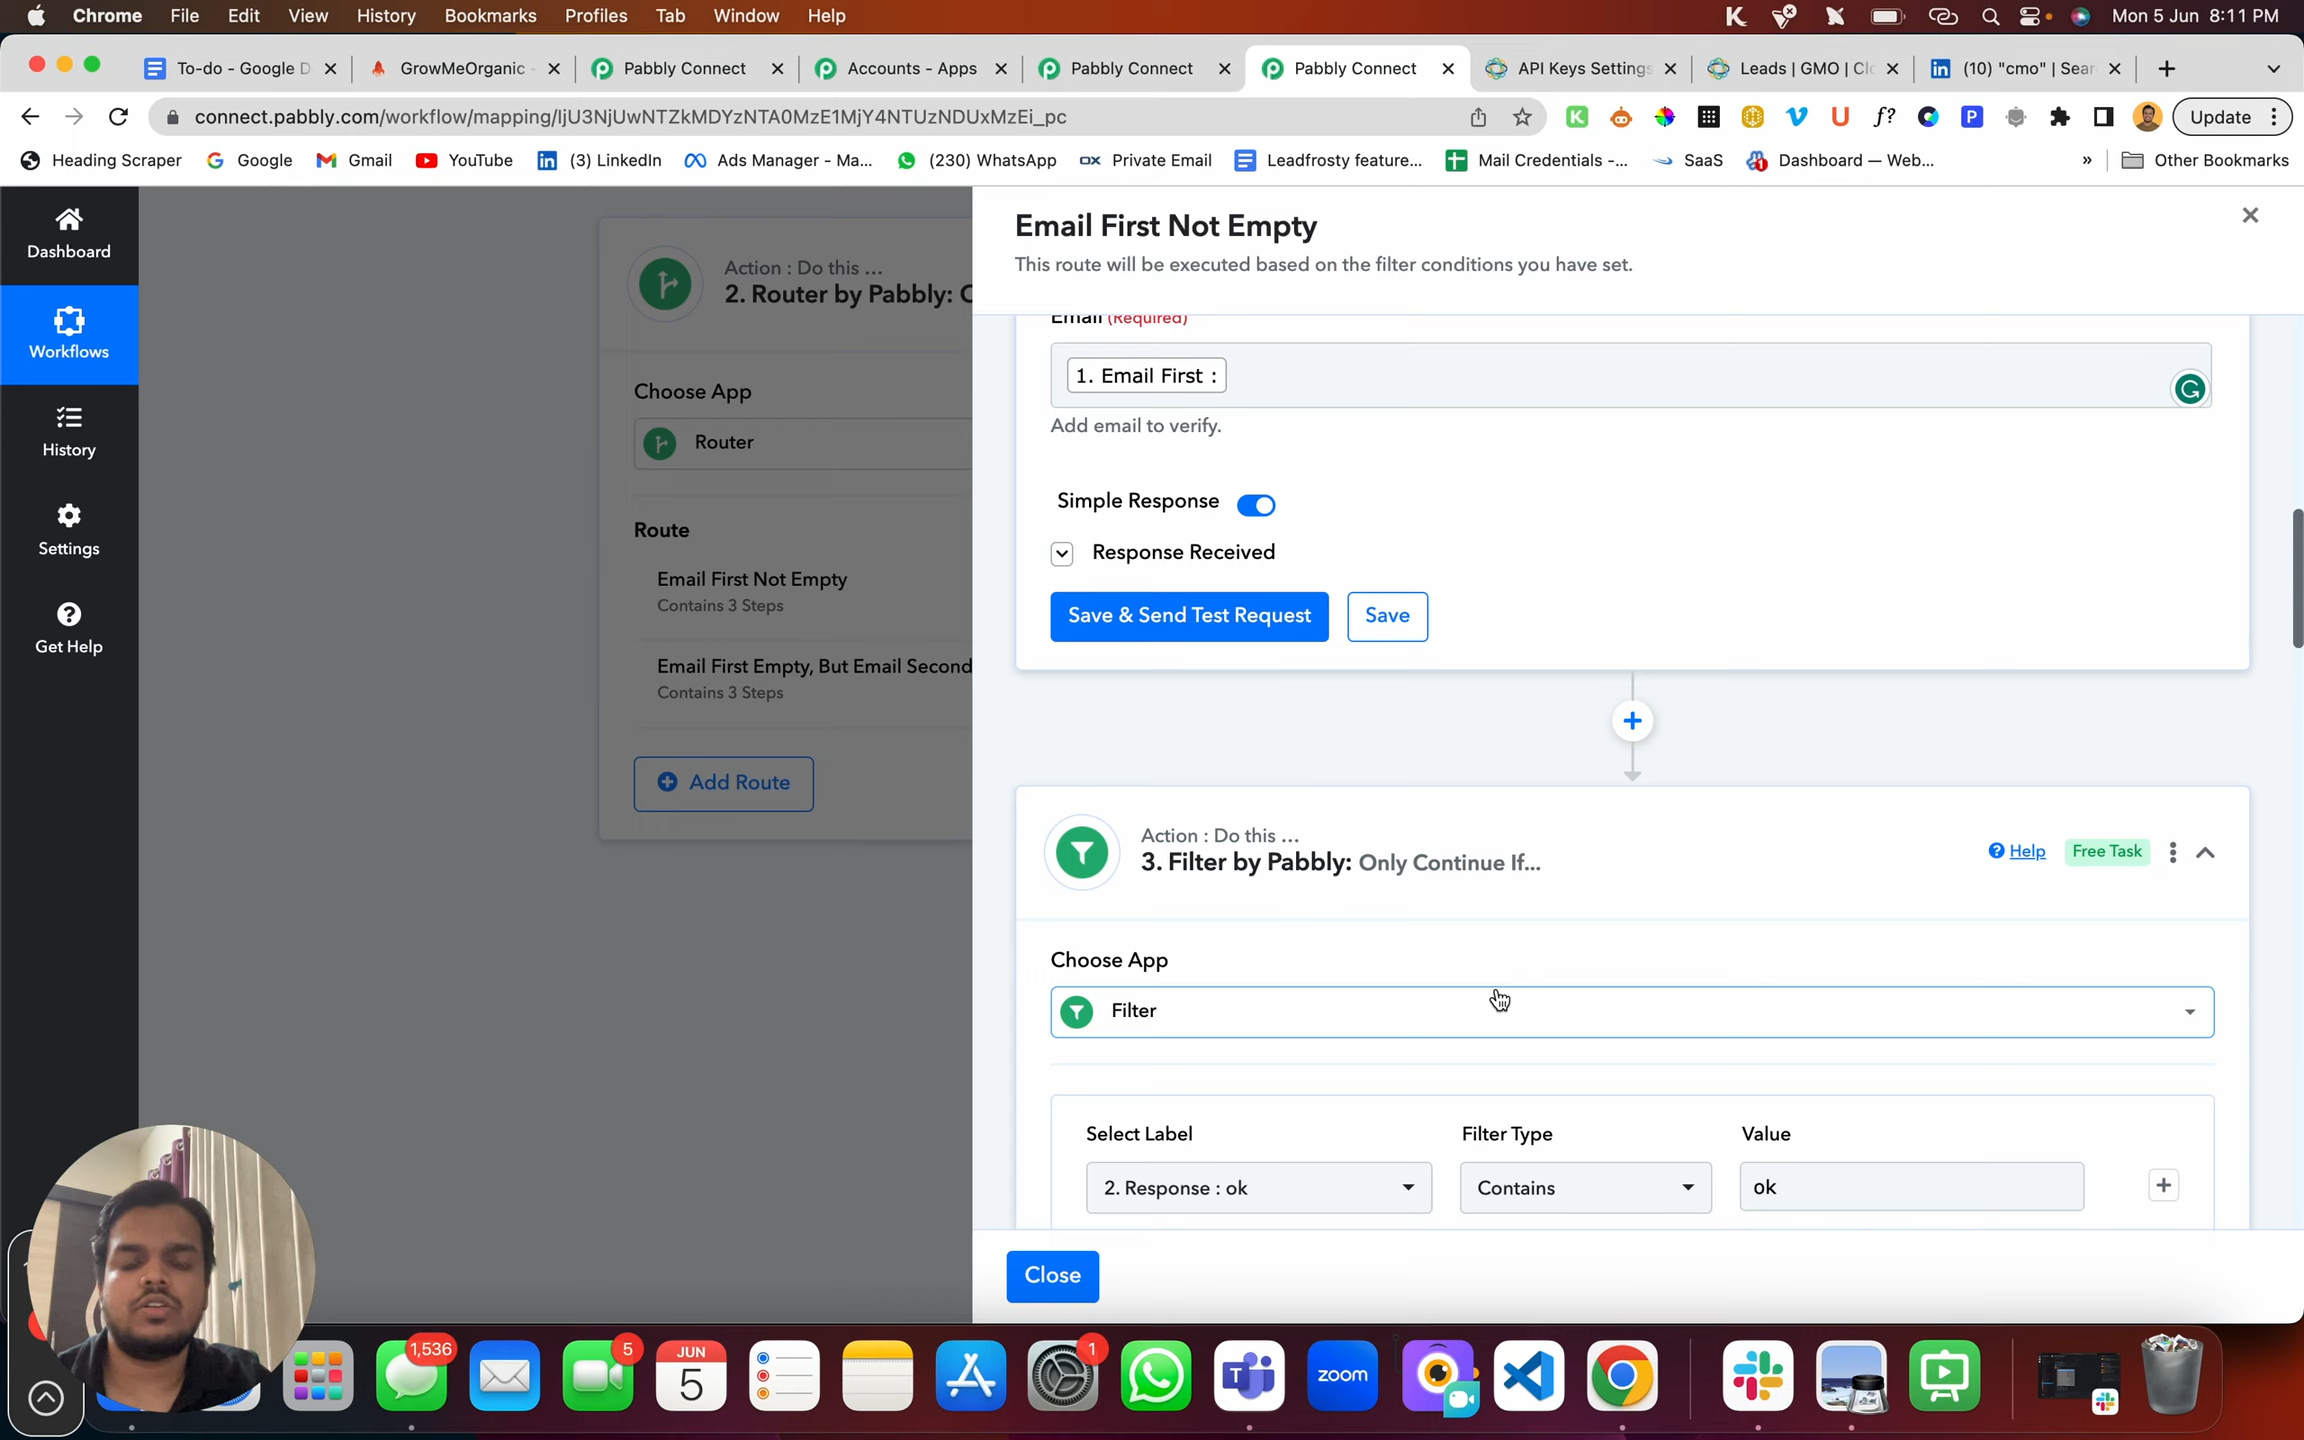 Chrome File Edit View History Bookmarks Profiles Tab Window Help Mon 5 Jun 8:11 PM
To-do - Google D GrowMeOrganic - Pabbly Connect Accounts - Apps Pabbly Connect Pabbly Connect API Keys Settings Leads | GMO | Clo (10) "cmo" | Sear
connect.pabbly.com/workflow/mapping/IjU3NjUwNTZkMDYzNTA0MzE1MjY4NTUzNDUxMzEi_pc Update
Heading Scraper Google Gmail YouTube (3) LinkedIn Ads Manager - Ma... (230) WhatsApp Private Email Leadfrosty feature... Mail Credentials -... SaaS Dashboard — Web... » Other Bookmarks
Dashboard
Workflows
History
Settings
Get Help
Action : Do this ...
2. Router by Pabbly: C
Choose App
Router
Route
Email First Not Empty
Contains 3 Steps
Email First Empty, But Email Second
Contains 3 Steps
Add Route
Email First Not Empty
This route will be executed based on the filter conditions you have set.
Email (Required)
1. Email First :
Add email to verify.
Simple Response
Response Received
Save & Send Test Request Save
Action : Do this ...
3. Filter by Pabbly: Only Continue If...
Help Free Task
Choose App
Filter
Select Label Filter Type Value
2. Response : ok Contains ok
Close
1,536 5 JUN 5 1 zoom